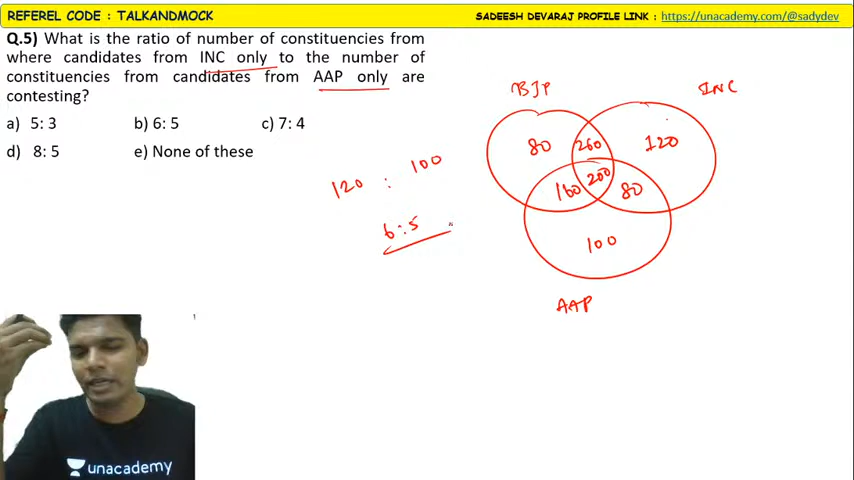 REFEREL CODE : TALKANDMOCK
SADEESH DEVARAJ PROFILE LINK : https://unacademy.com/@sadydev
Q.5) What is the ratio of number of constituencies from
where candidates from INC only to the number of
constituencies from candidates from AAP only are
contesting?
a) 5: 3
b) 6: 5
c) 7: 4
d) 8: 5
e) None of these
120 : 100
6:5
BJP
INC
80
260
120
160
200
80
100
AAP
unacademy